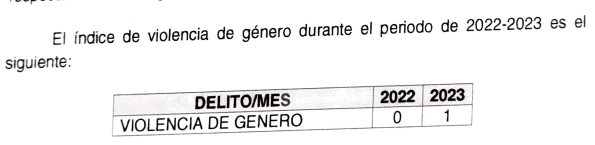 El índice de violencia de género durante el periodo de 2022-2023 es el
siguiente:
DELITO/MES 2022 2023
VIOLENCIA DE GENERO 0 1